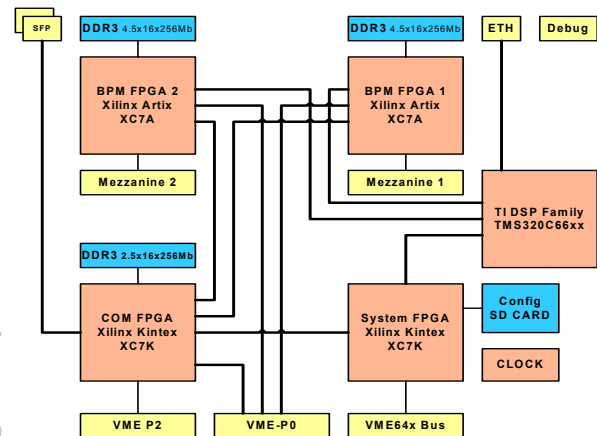 SFP
DDR3 4.5x16x256Mb
DDR3 4.5x16x256Mb
ETH
Debug
BPM FPGA 2
Xilinx Artix
XC7A
BPM FPGA 1
Xilinx Artix
XC7A
Mezzanine 2
Mezzanine 1
TI DSP Family
TMS320C66xx
DDR3 2.5x16x256Mb
COM FPGA
Xilinx Kintex
XC7K
System FPGA
Xilinx Kintex
XC7K
Config
SD CARD
CLOCK
VME P2
VME-P0
VME64x Bus